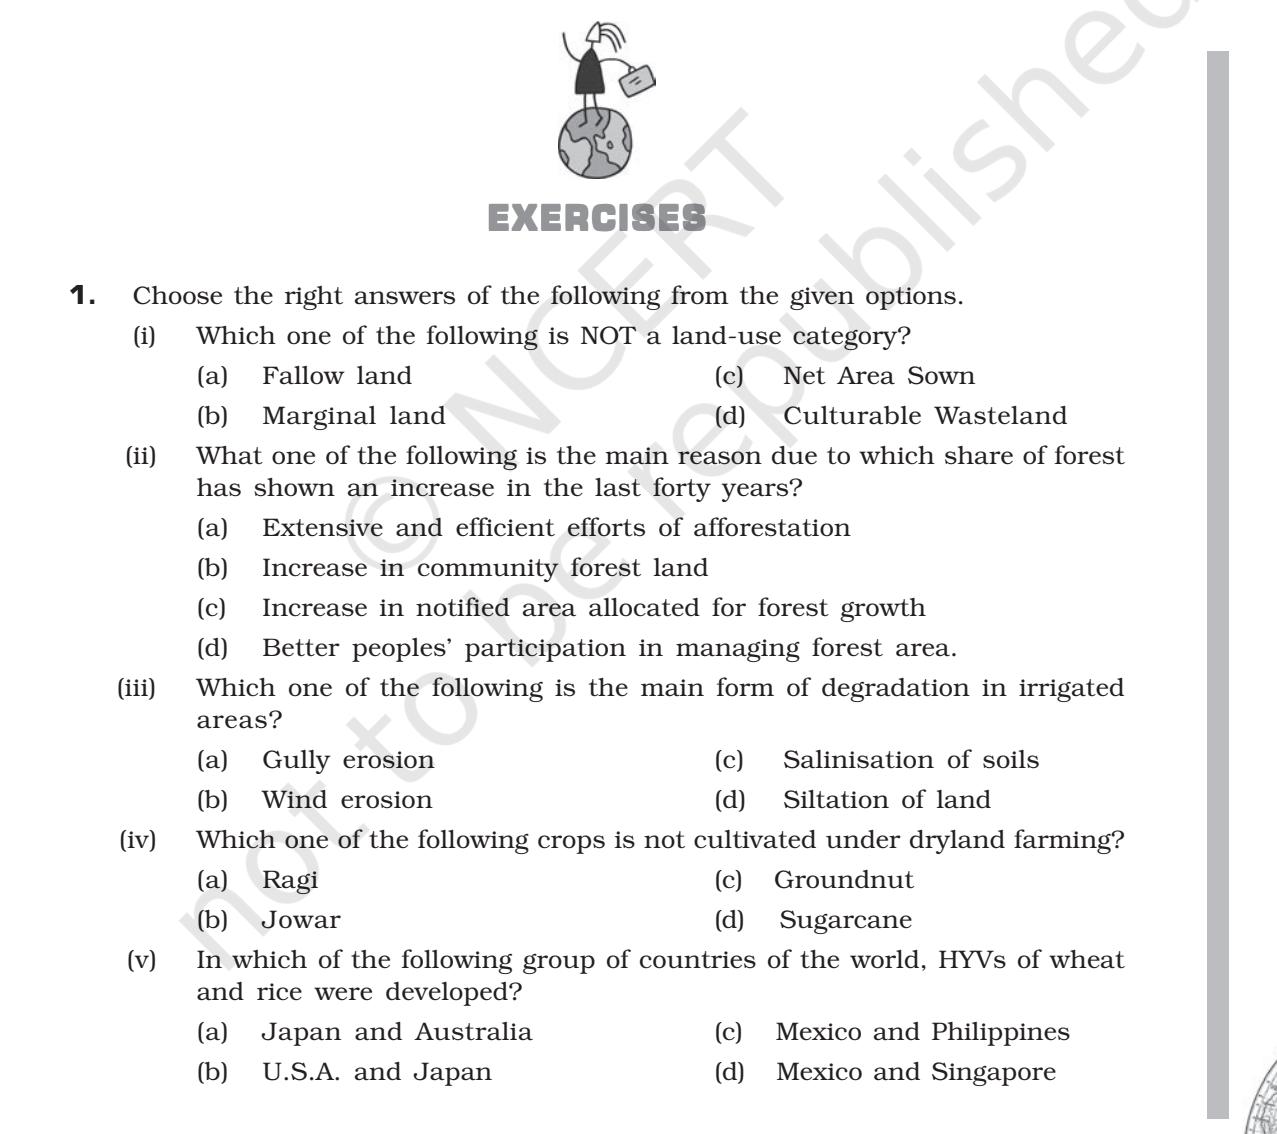 EXERCISES
1. Choose the right answers of the following from the given options.
(i) Which one of the following is NOT a land-use category?
(a) Fallow land (c) Net Area Sown
(b) Marginal land (d) Culturable Wasteland
(ii) What one of the following is the main reason due to which share of forest
has shown an increase in the last forty years?
(a) Extensive and efficient efforts of afforestation
(b) Increase in community forest land
(c) Increase in notified area allocated for forest growth
(d) Better peoples’ participation in managing forest area.
(iii) Which one of the following is the main form of degradation in irrigated
areas?
(a) Gully erosion (c) Salinisation of soils
(b) Wind erosion (d) Siltation of land
(iv) Which one of the following crops is not cultivated under dryland farming?
(a) Ragi (c) Groundnut
(b) Jowar (d) Sugarcane
(v) In which of the following group of countries of the world, HYVs of wheat
and rice were developed?
(a) Japan and Australia (c) Mexico and Philippines
(b) U.S.A. and Japan (d) Mexico and Singapore
© NCERT
not to be republished